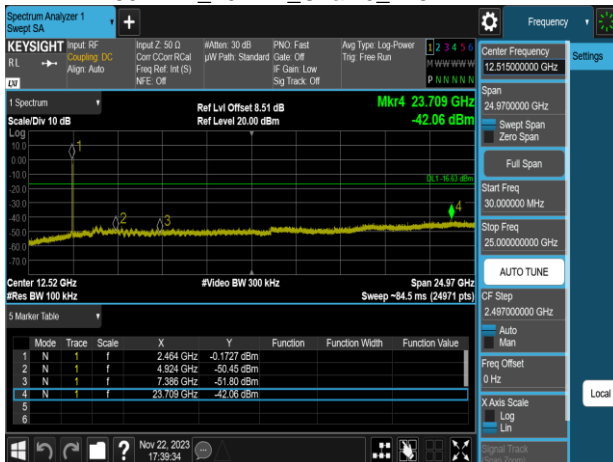 Spectrum Analyzer 1
Swept SA
+
Frequency
KEYSIGHT
RL
LXI
Input: RF
Coupling: DC
Align: Auto
Input Z: 50 Ω
Corr CCorr RCal
Freq Ref: Int (S)
NFE: Off
#Atten: 30 dB
µW Path: Standard
PNO: Fast
Gate: Off
IF Gain: Low
Sig Track: Off
Avg Type: Log-Power
Trig: Free Run
1 2 3 4 5 6
M W W W W W
P N N N N N
1 Spectrum
Scale/Div 10 dB
Ref Lvl Offset 8.51 dB
Ref Level 20.00 dBm
Mkr4 23.709 GHz
-42.06 dBm
Log
10.0
0.00
-10.0
-20.0
-30.0
-40.0
-50.0
-60.0
-70.0
1
2
3
4
DL1 -16.63 dBm
Center 12.52 GHz
#Res BW 100 kHz
#Video BW 300 kHz
Span 24.97 GHz
Sweep ~84.5 ms (24971 pts)
5 Marker Table
Mode Trace Scale X Y Function Function Width Function Value
1 N 1 f 2.464 GHz -0.1727 dBm
2 N 1 f 4.924 GHz -50.45 dBm
3 N 1 f 7.386 GHz -51.80 dBm
4 N 1 f 23.709 GHz -42.06 dBm
5
6
Nov 22, 2023
17:39:34
Center Frequency
12.515000000 GHz
Settings
Span
24.9700000 GHz
Swept Span
Zero Span
Full Span
Start Freq
30.000000 MHz
Stop Freq
25.000000000 GHz
AUTO TUNE
CF Step
2.497000000 GHz
Auto
Man
Freq Offset
0 Hz
Local
X Axis Scale
Log
Lin
Signal Track
(Span Zoom)